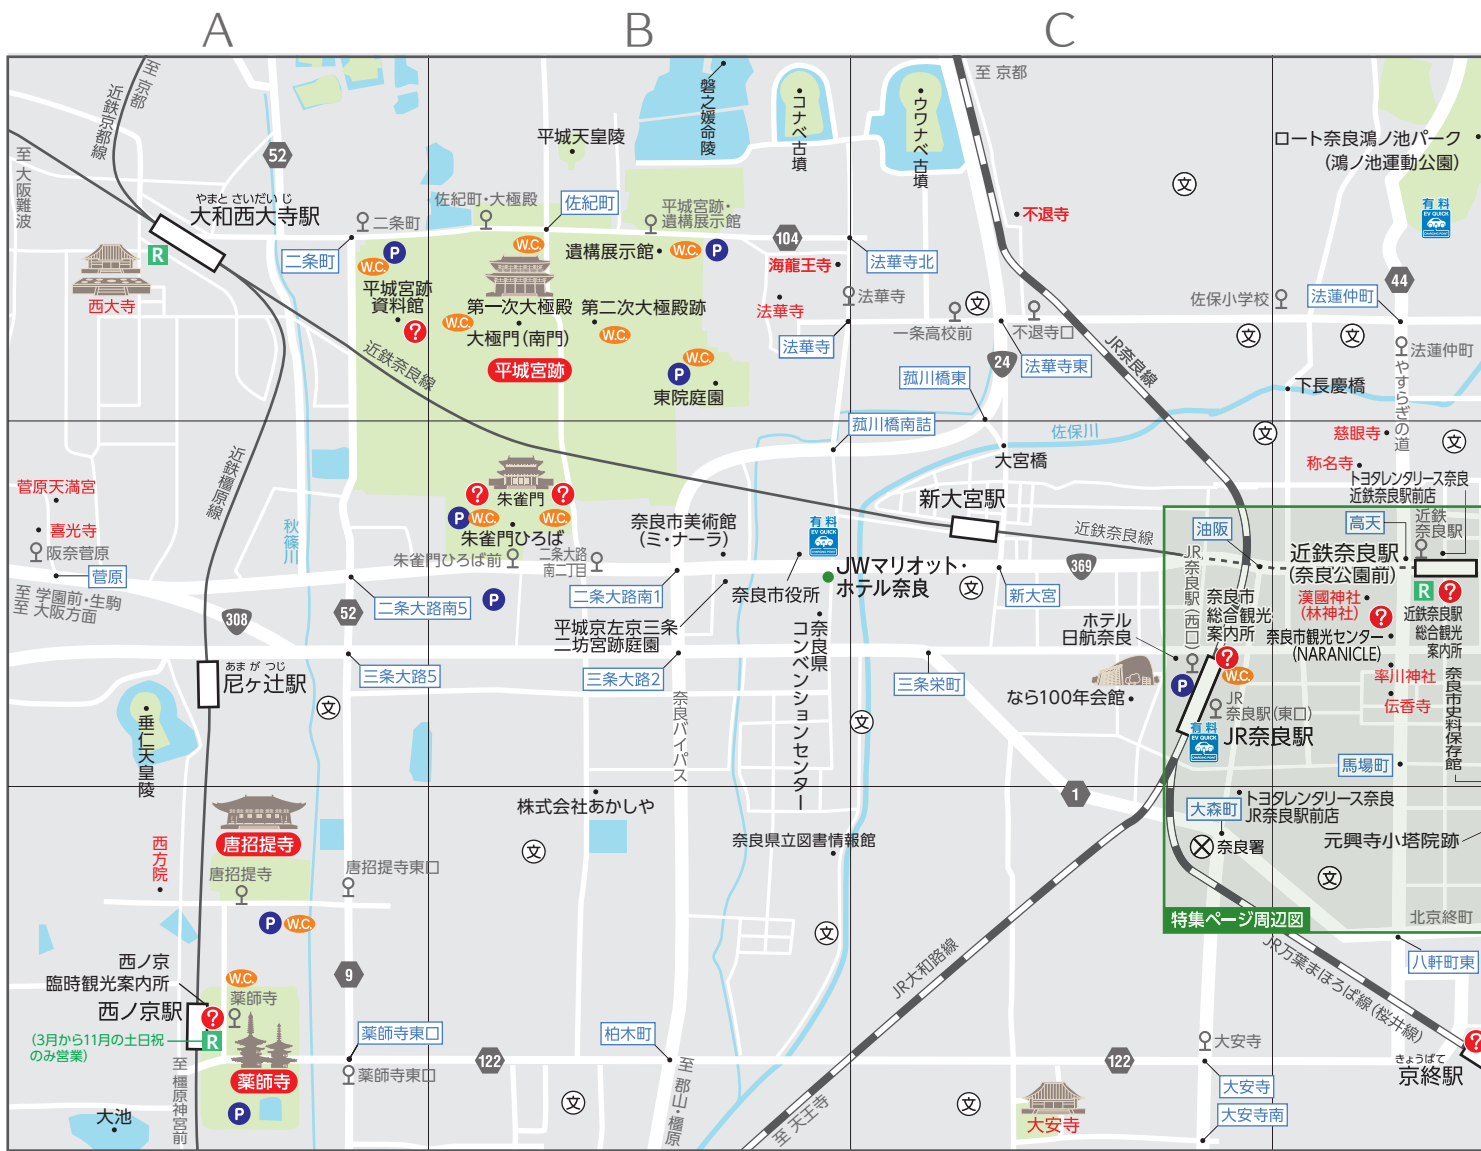 A
B
C
至 京都
近鉄京都線
至 大阪難波
52
やまと さいだい じ
大和西大寺駅
R
西大寺
二条町
二条町
平城天皇陵
磐之媛命陵
コナベ古墳
ウワナベ古墳
至 京都
ロート奈良鴻ノ池パーク
(鴻ノ池運動公園)
文
有料
EV QUICK
佐紀町・大極殿
佐紀町
平城宮跡・
遺構展示館
不退寺
104
遺構展示館
W.C.
P
W.C.
W.C.
P
海龍王寺
法華寺北
44
平城宮跡
資料館
?
第一次大極殿
大極門(南門)
W.C.
第二次大極殿跡
W.C.
法華寺
法華寺
一条高校前
文
不退寺口
佐保小学校
法蓮仲町
法華寺
24
法華寺東
JR奈良線
文
文
法蓮仲町
近鉄奈良線
平城宮跡
W.C.
P
東院庭園
菰川橋東
下長慶橋
やすらぎの道
菰川橋南詰
佐保川
大宮橋
文
慈眼寺
文
称名寺
近鉄橿原線
菅原天満宮
喜光寺
阪奈菅原
菅原
秋篠川
?
朱雀門
?
P
W.C.
W.C.
朱雀門ひろば
朱雀門ひろば前
二条大路
南二丁目
奈良市美術館
(ミ・ナーラ)
有料
EV QUICK
新大宮駅
近鉄奈良線
油阪
高天
トヨタレンタリース奈良
近鉄奈良駅前店
近鉄
奈良駅
近鉄奈良駅
(奈良公園前)
至 学園前・生駒
至 大阪方面
308
52
二条大路南5
P
二条大路南1
奈良市役所
JWマリオット・
ホテル奈良
文
新大宮
369
JR奈良駅(西口)
奈良市
総合観光
案内所
漢國神社
(林神社)
?
R
?
近鉄奈良駅
総合観光
案内所
平城京左京三条
二坊宮跡庭園
奈良県コンベンションセンター
ホテル
日航奈良
奈良市観光センター
(NARANICLE)
あま が つじ
尼ヶ辻駅
三条大路5
三条大路2
三条栄町
なら100年会館
P
?
W.C.
率川神社
伝香寺
奈良市史料保存館
垂仁天皇陵
文
奈良バイパス
文
JR
奈良駅(東口)
JR奈良駅
有料
EV QUICK
馬場町
株式会社あかしや
1
大森町
トヨタレンタリース奈良
JR奈良駅前店
唐招提寺
文
奈良県立図書情報館
奈良署
元興寺小塔院跡
西方院
唐招提寺
唐招提寺東口
文
P
W.C.
文
特集ページ周辺図
北京終町
西ノ京
臨時観光案内所
W.C.
薬師寺
9
JR大和路線
JR万葉まほろば線(桜井線)
八軒町東
西ノ京駅
?
R
(3月から11月の土日祝
のみ営業)
薬師寺東口
柏木町
大安寺
?
薬師寺
薬師寺東口
122
122
きょうばて
京終駅
至 橿原神宮前
P
大池
文
至 郡山・橿原
至 天王寺
文
大安寺
大安寺
大安寺南